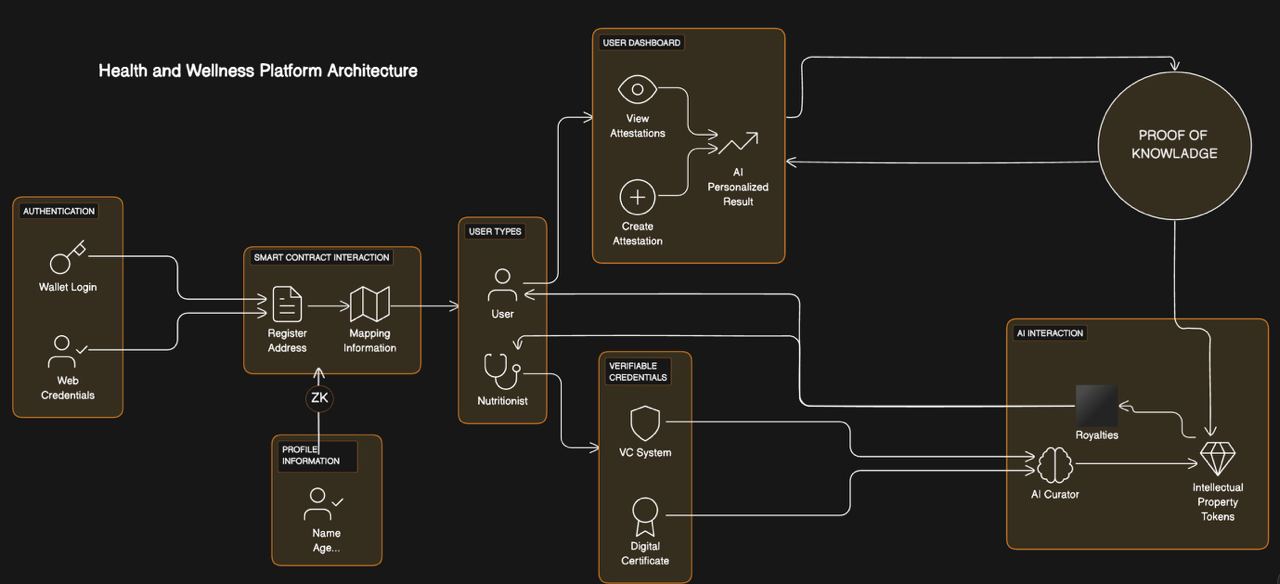 Health and Wellness Platform Architecture
AUTHENTICATION
Wallet Login
Web
Credentials
SMART CONTRACT INTERACTION
Register
Address
Mapping
Information
ZK
PROFILE
INFORMATION
Name
Age...
USER TYPES
User
Nutritionist
USER DASHBOARD
View
Attestations
Create
Attestation
AI
Personalized
Result
VERIFIABLE
CREDENTIALS
VC System
Digital
Certificate
PROOF OF
KNOWLADGE
AI INTERACTION
Royalties
AI Curator
Intellectual
Property
Tokens